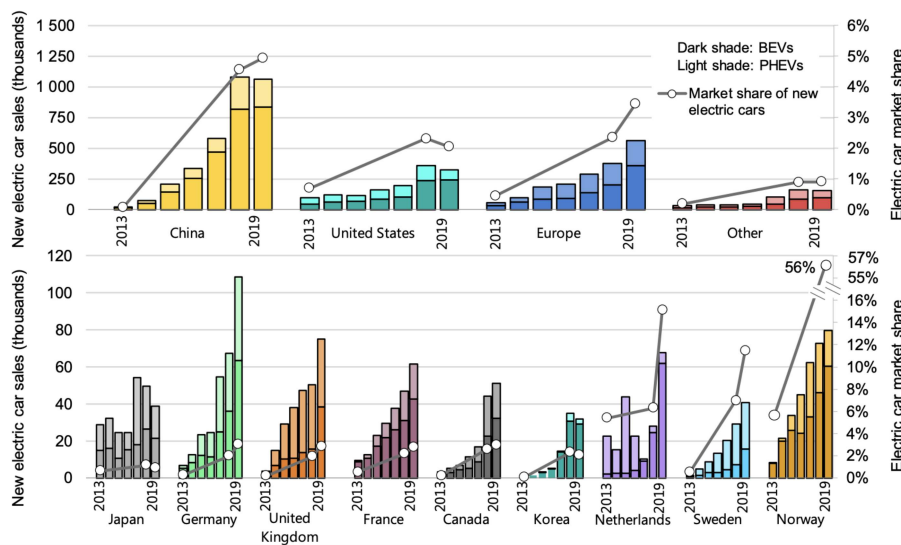 New electric car sales (thousands)
1 500
1 250
1 000
750
500
250
0
6%
5%
4%
3%
2%
1%
0%
Electric car market share
Dark shade: BEVs
Light shade: PHEVs
Market share of new
electric cars
2013 2019 2013 2019 2013 2019 2013 2019
China United States Europe Other
New electric car sales (thousands)
120
100
80
60
40
20
0
57%
55%
16%
14%
12%
10%
8%
6%
4%
2%
0%
Electric car market share
56%
2013 2019 2013 2019 2013 2019 2013 2019 2013 2019 2013 2019 2013 2019 2013 2019 2013 2019
Japan Germany United Kingdom France Canada Korea Netherlands Sweden Norway